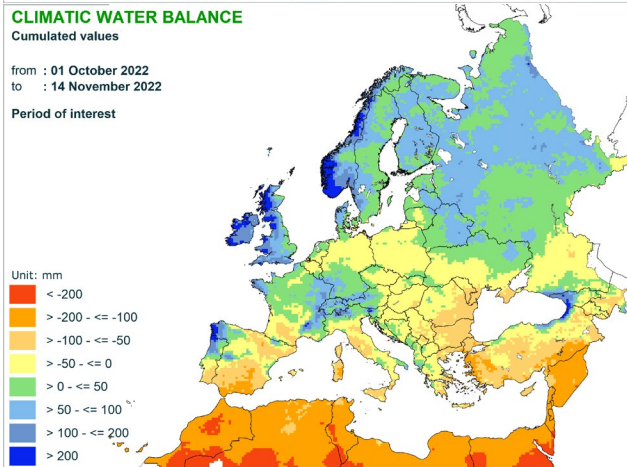 CLIMATIC WATER BALANCE
Cumulated values
from : 01 October 2022
to : 14 November 2022
Period of interest
Unit: mm
< -200
> -200 - <= -100
> -100 - <= -50
> -50 - <= 0
> 0 - <= 50
> 50 - <= 100
> 100 - <= 200
> 200